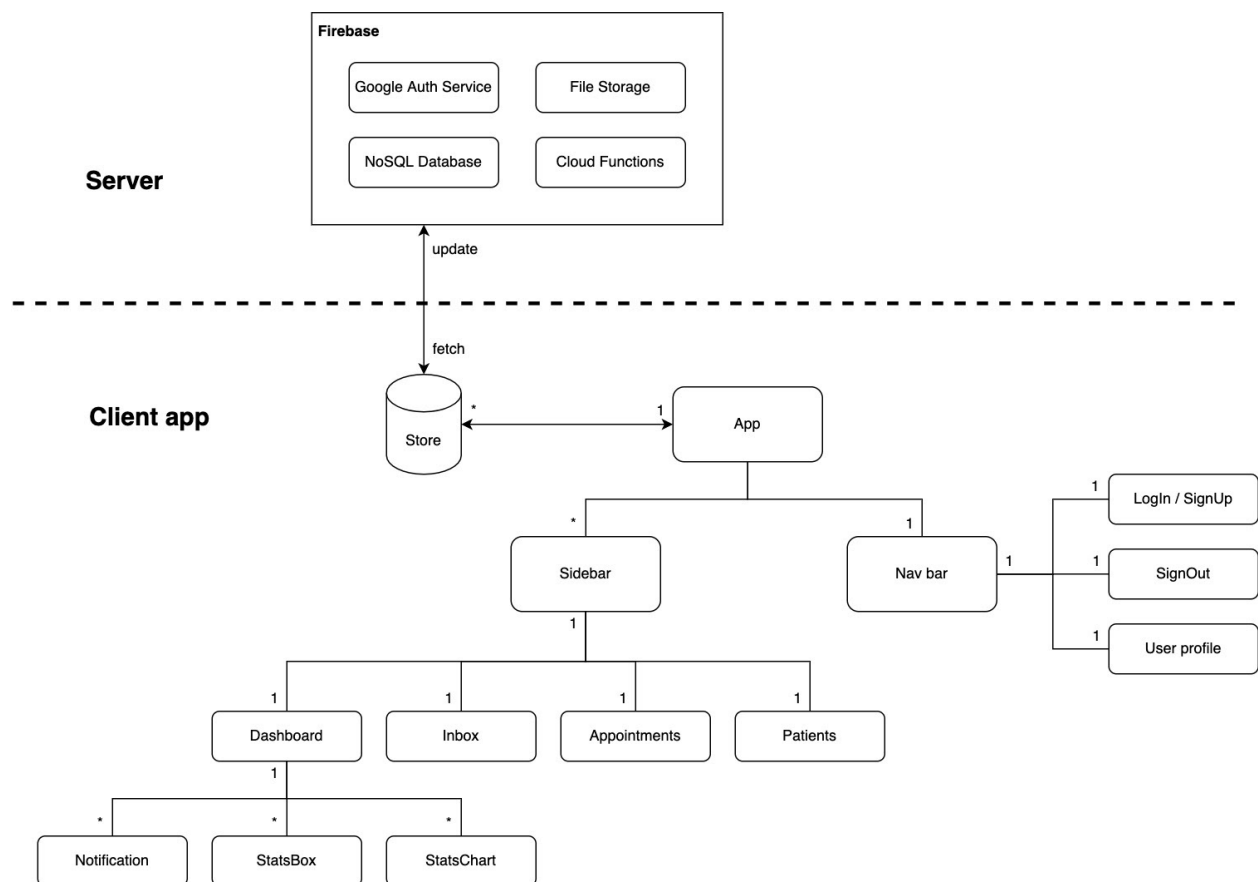 Firebase
Google Auth Service
File Storage
NoSQL Database
Cloud Functions
Server
update
fetch
Client app
Store
*
1
App
*
1
Sidebar
Nav bar
1
1
LogIn / SignUp
1
SignOut
1
User profile
1
1
1
1
1
Dashboard
Inbox
Appointments
Patients
1
*
*
*
Notification
StatsBox
StatsChart